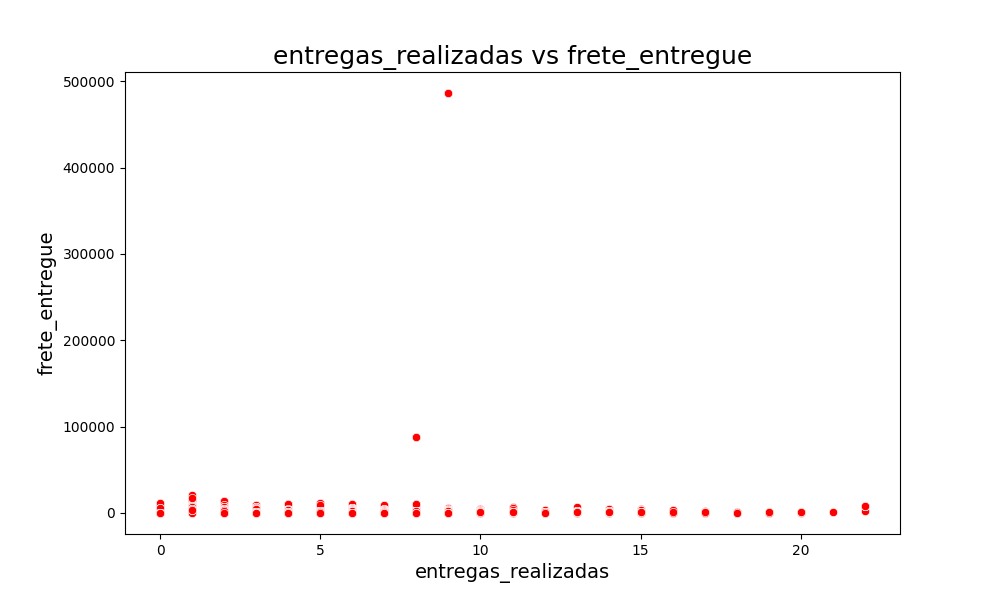 entregas_realizadas vs frete_entregue
500000
400000
300000
200000
100000
0
frete_entregue
0 5 10 15 20
entregas_realizadas